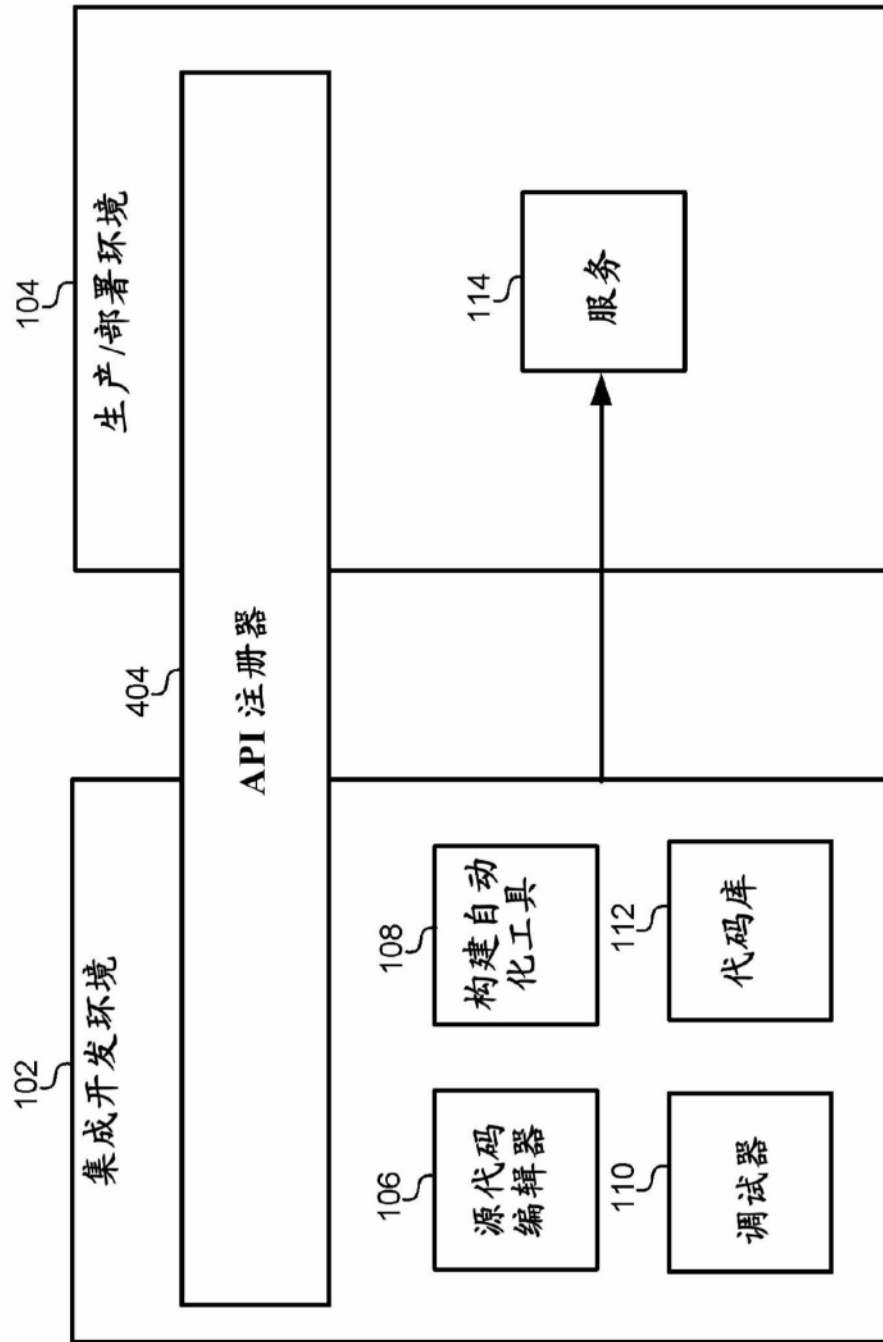 102
集成开发环境
404
API 注册器
104
生产/部署环境
106
源代码
编辑器
108
构建自动
化工具
110
调试器
112
代码库
114
服务